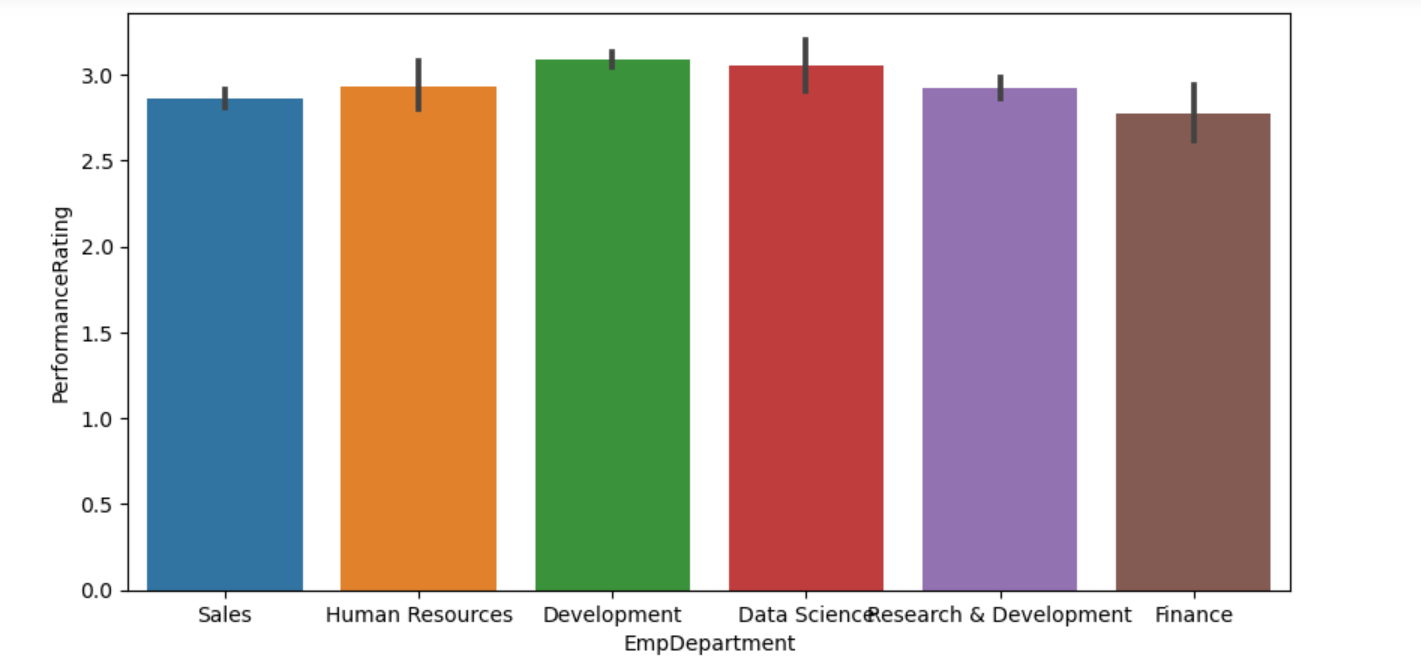 3.0
2.5
2.0
1.5
1.0
0.5
0.0
PerformanceRating
Sales
Human Resources
Development
Data Science
Research & Development
Finance
EmpDepartment